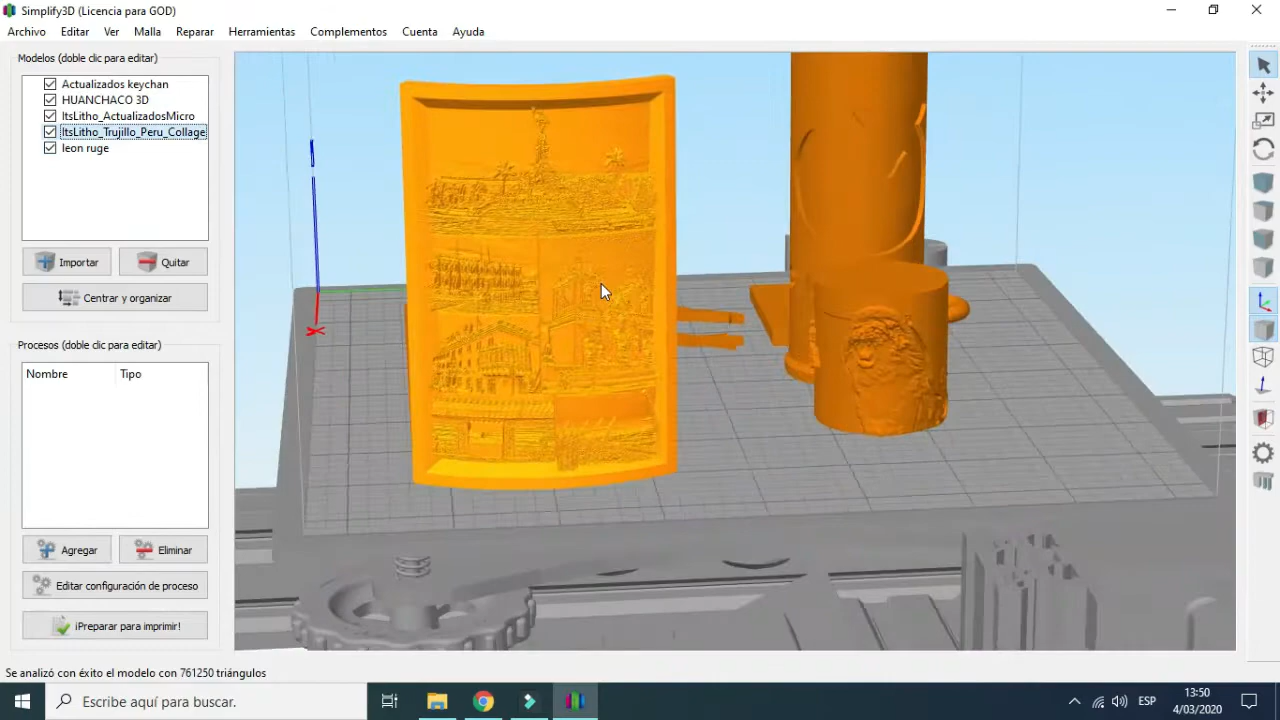 Simplify3D (Licencia para GOD)
Archivo Editar Ver Malla Reparar Herramientas Complementos Cuenta Ayuda
Modelos (doble clic para editar)
Actualizados keychan
HUANCHACO 3D
ItsLitho_ActualizadosMicro
ItsLitho_Trujillo_Peru_Collage
leon ruge
Importar Quitar
Centrar y organizar
Procesos (doble clic para editar)
Nombre Tipo
Agregar Eliminar
Editar configuración de proceso
¡Preparar para imprimir!
Se analizó con éxito el modelo con 761250 triángulos
Escribe aquí para buscar.
ESP
13:50
4/03/2020